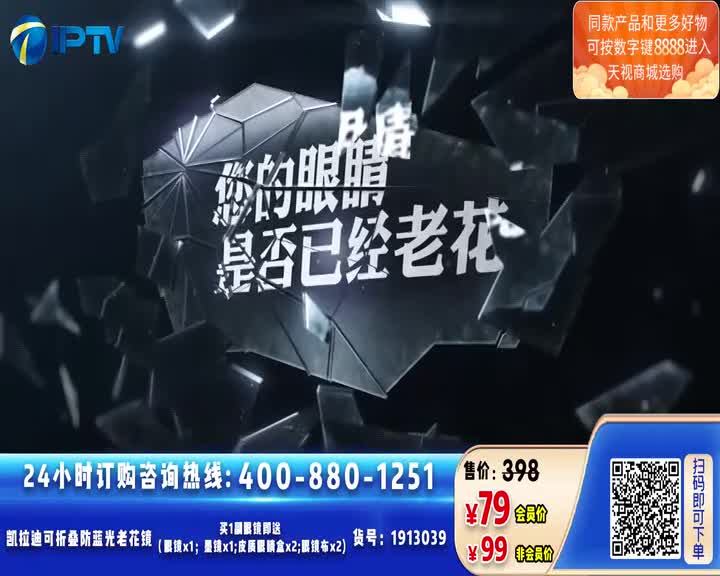 IPTV
同款产品和更多好物
可按数字键8888进入
天视商城选购
您的眼睛
是否已经老花
24小时订购咨询热线:400-880-1251
凯拉迪可折叠防蓝光老花镜
买1副眼镜即送
(眼镜x1;墨镜x1;皮质眼镜盒x2;眼镜布x2)
货号:1913039
售价:398
¥79会员价
¥99非会员价
扫码即可下单